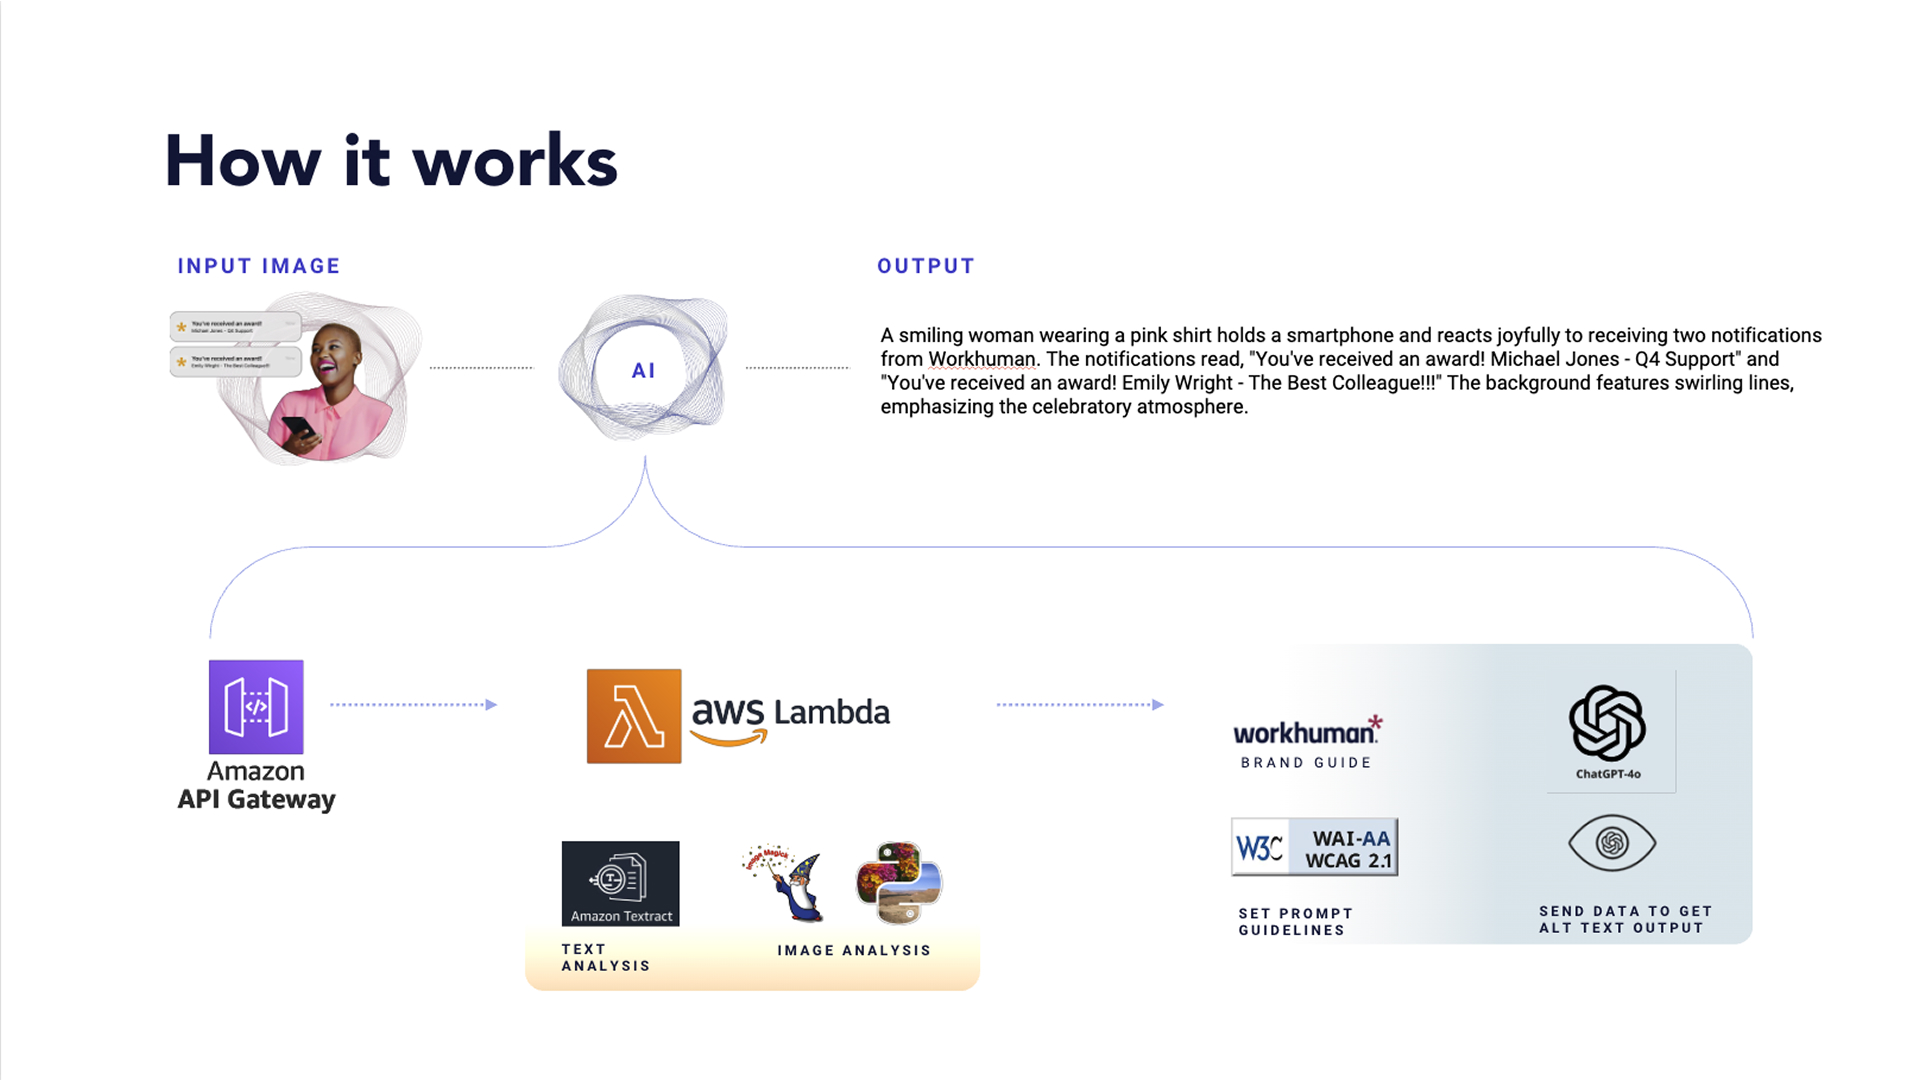 How it works
INPUT IMAGE
You've received an award!
Michael Jones - Q4 Support
You've received an award!
Emily Wright - The Best Colleague!!!
AI
OUTPUT
A smiling woman wearing a pink shirt holds a smartphone and reacts joyfully to receiving two notifications
from Workhuman. The notifications read, "You've received an award! Michael Jones - Q4 Support" and
"You've received an award! Emily Wright - The Best Colleague!!!" The background features swirling lines,
emphasizing the celebratory atmosphere.
</>
Amazon
API Gateway
aws Lambda
Amazon Textract
TEXT
ANALYSIS
Image Magick
IMAGE ANALYSIS
workhuman*
BRAND GUIDE
W3C WAI-AA
WCAG 2.1
SET PROMPT
GUIDELINES
ChatGPT-4o
SEND DATA TO GET
ALT TEXT OUTPUT